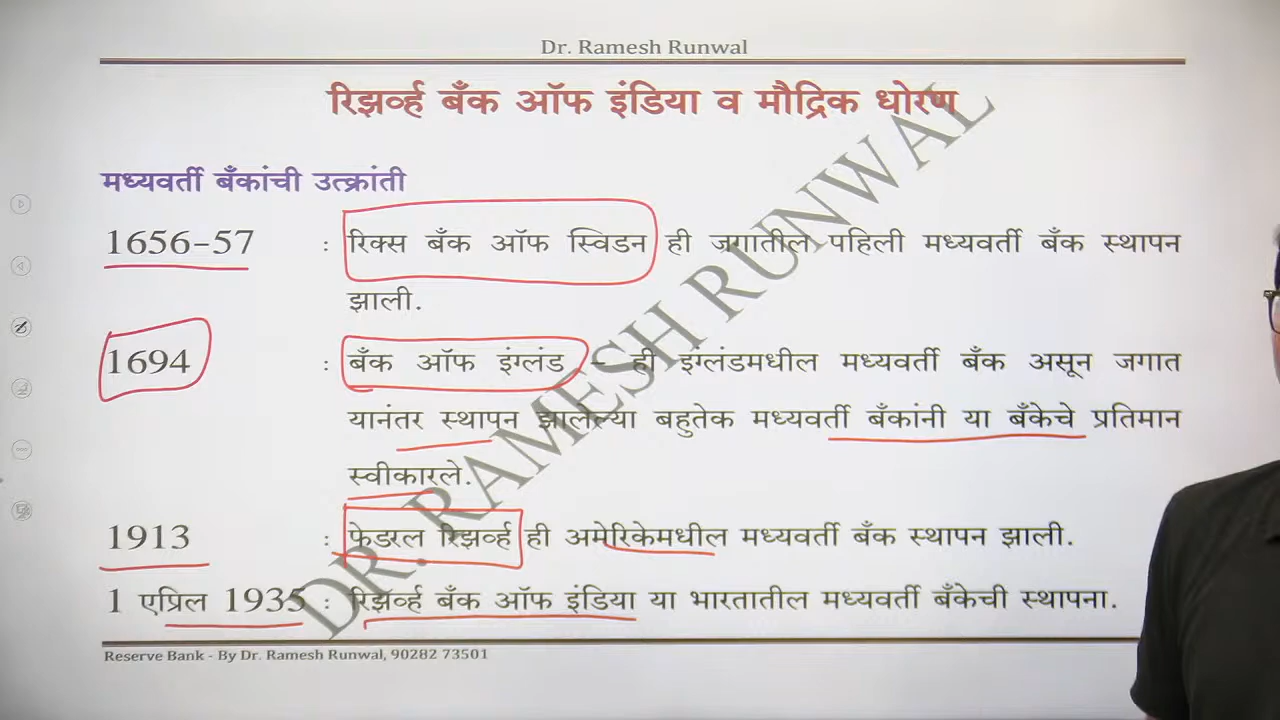 Dr. Ramesh Runwal
रिझर्व्ह बँक ऑफ इंडिया व मौद्रिक धोरण
मध्यवर्ती बँकांची उत्क्रांती
1656-57 : रिक्स बँक ऑफ स्विडन ही जगातील पहिली मध्यवर्ती बँक स्थापन
झाली.
1694 : बँक ऑफ इंग्लंड – ही इंग्लंडमधील मध्यवर्ती बँक असून जगात
यानंतर स्थापन झालेल्या बहुतेक मध्यवर्ती बँकांनी या बँकेचे प्रतिमान
स्वीकारले.
1913 : फेडरल रिझर्व्ह ही अमेरिकेमधील मध्यवर्ती बँक स्थापन झाली.
1 एप्रिल 1935 : रिझर्व्ह बँक ऑफ इंडिया या भारतातील मध्यवर्ती बँकेची स्थापना.
Reserve Bank - By Dr. Ramesh Runwal, 90282 73501
DR. RAMESH RUNWAL